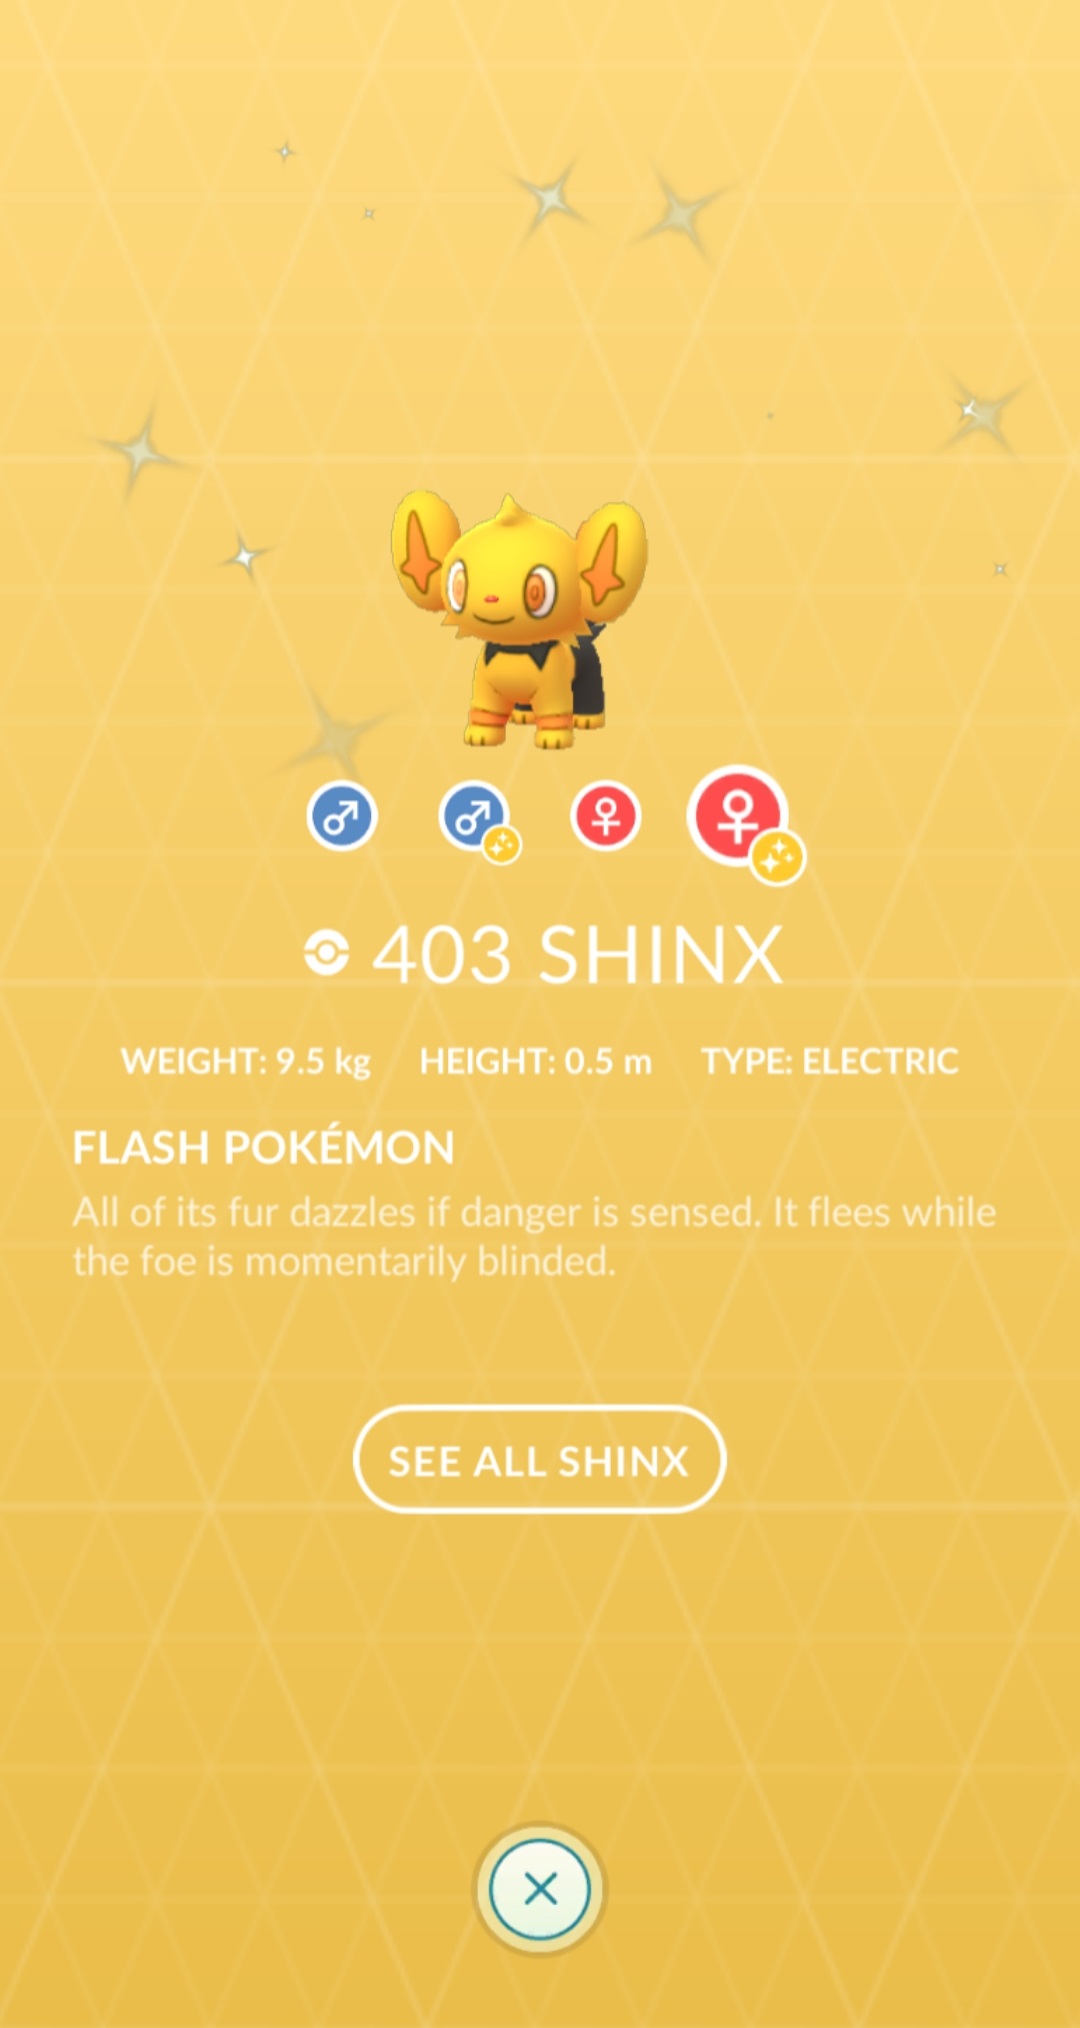 403 SHINX
WEIGHT: 9.5 kg HEIGHT: 0.5 m TYPE: ELECTRIC
FLASH POKÉMON
All of its fur dazzles if danger is sensed. It flees while
the foe is momentarily blinded.
SEE ALL SHINX